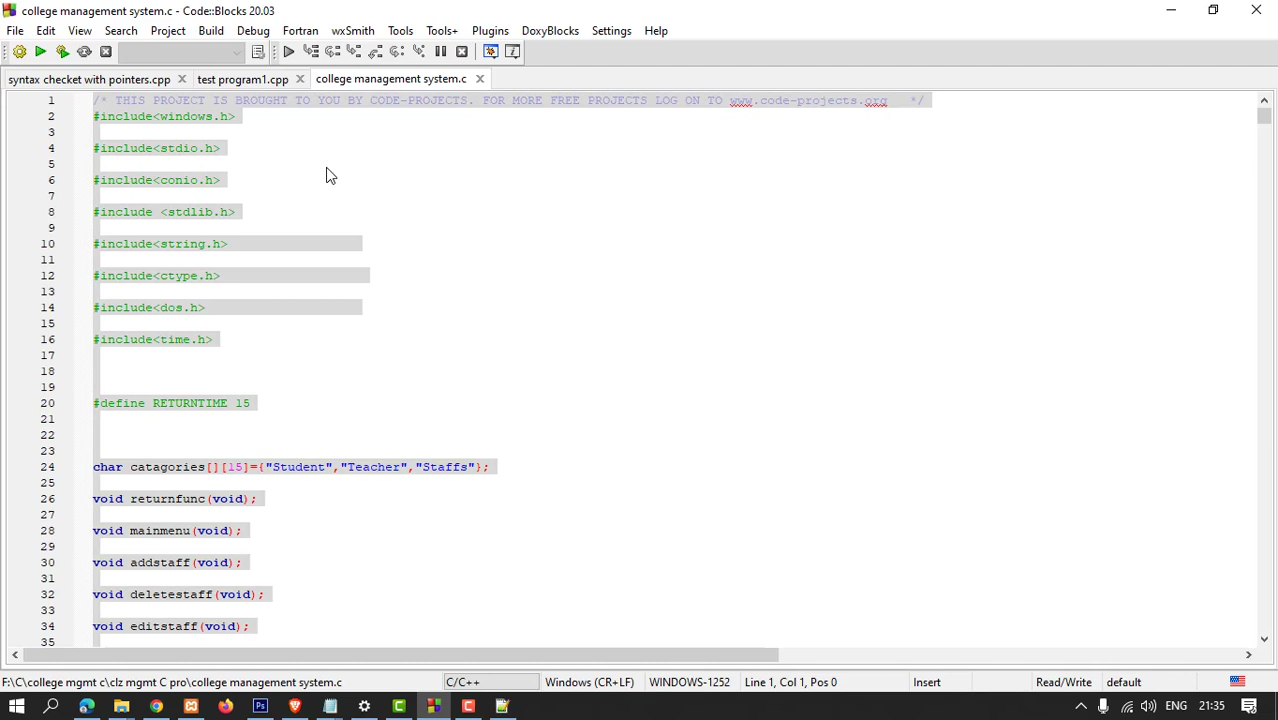 college management system.c - Code::Blocks 20.03
File Edit View Search Project Build Debug Fortran wxSmith Tools Tools+ Plugins DoxyBlocks Settings Help
syntax checket with pointers.cpp test program1.cpp college management system.c
1 /* THIS PROJECT IS BROUGHT TO YOU BY CODE-PROJECTS. FOR MORE FREE PROJECTS LOG ON TO www.code-projects.org */
2 #include<windows.h>
3
4 #include<stdio.h>
5
6 #include<conio.h>
7
8 #include <stdlib.h>
9
10 #include<string.h>
11
12 #include<ctype.h>
13
14 #include<dos.h>
15
16 #include<time.h>
17
18
19
20 #define RETURNTIME 15
21
22
23
24 char catagories[][15]={"Student","Teacher","Staffs"};
25
26 void returnfunc(void);
27
28 void mainmenu(void);
29
30 void addstaff(void);
31
32 void deletestaff(void);
33
34 void editstaff(void);
35
F:\C\college mgmt c\clz mgmt C pro\college management system.c C/C++ Windows (CR+LF) WINDOWS-1252 Line 1, Col 1, Pos 0 Insert Read/Write default
ENG 21:35